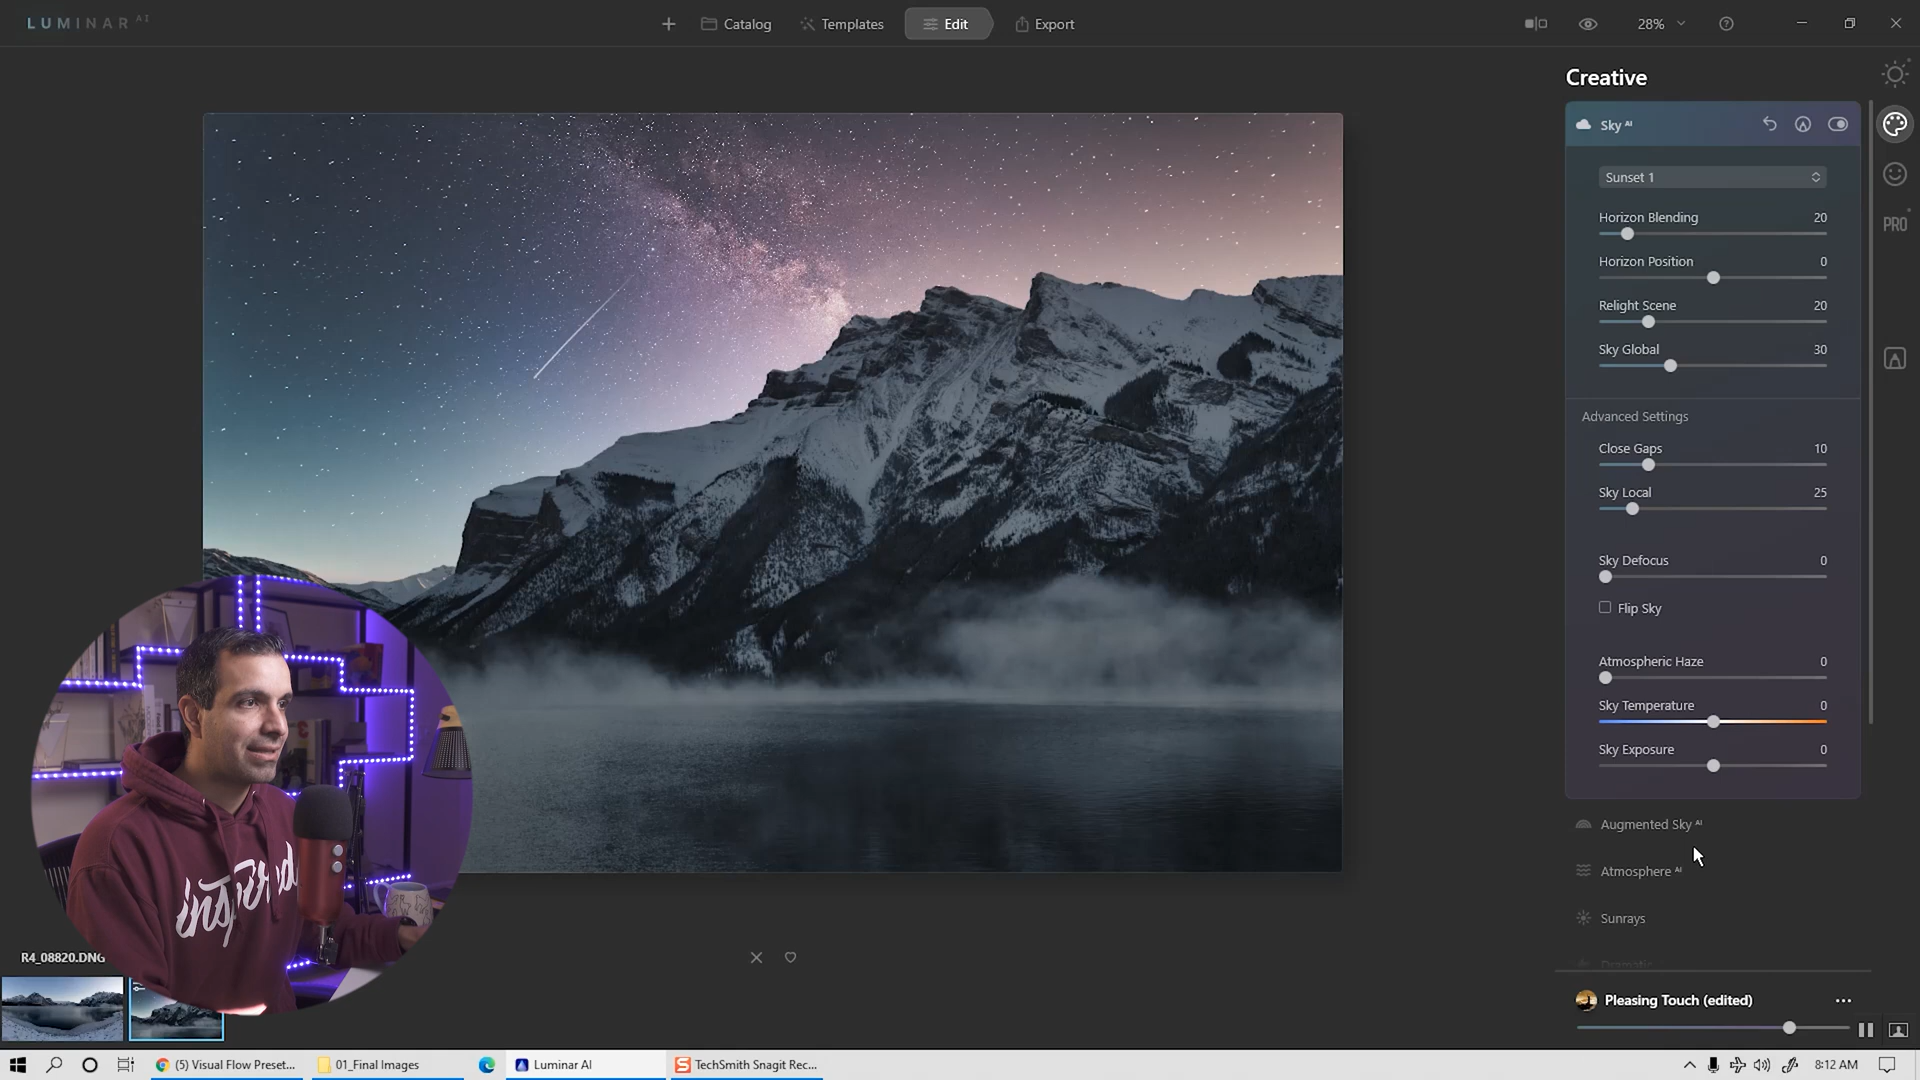 LUMINAR AI
Catalog
Templates
Edit
Export
28%
Creative
Sky AI
Sunset 1
Horizon Blending 20
Horizon Position 0
Relight Scene 20
Sky Global 30
Advanced Settings
Close Gaps 10
Sky Local 25
Sky Defocus 0
Flip Sky
Atmospheric Haze 0
Sky Temperature 0
Sky Exposure 0
Augmented Sky AI
Atmosphere AI
Sunrays
Dramatic
PRO
inspired
R4_08820.DNG
Pleasing Touch (edited)
(5) Visual Flow Preset...
01_Final Images
Luminar AI
TechSmith Snagit Rec...
8:12 AM